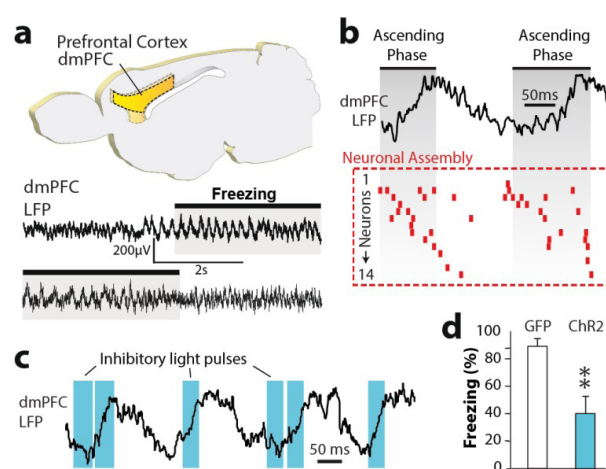 a
Prefrontal Cortex
dmPFC
dmPFC
LFP
Freezing
200µV
2s
b
Ascending
Phase
Ascending
Phase
50ms
dmPFC
LFP
Neuronal Assembly
1
Neurons
14
c
Inhibitory light pulses
dmPFC
LFP
50 ms
d
GFP
ChR2
Freezing (%)
100
80
60
40
20
0
**